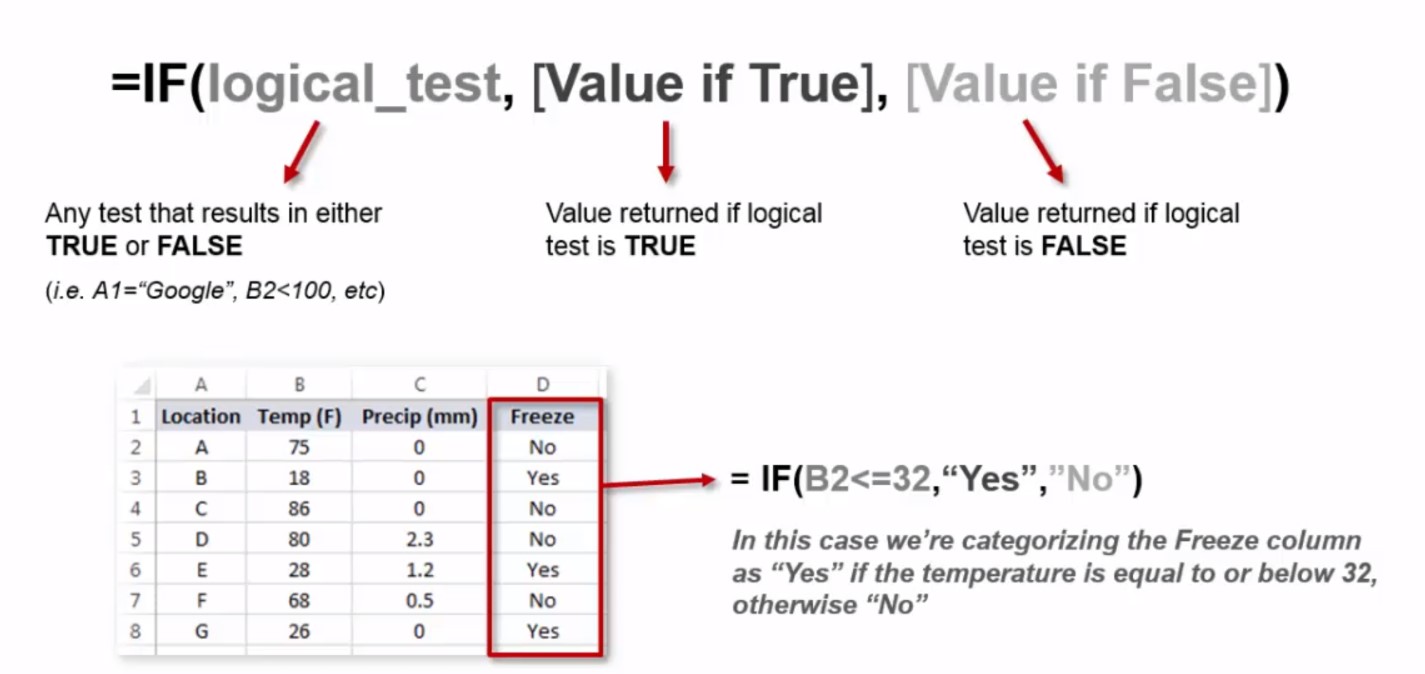 =IF(logical_test, [Value if True], [Value if False])
Any test that results in either
TRUE or FALSE
(i.e. A1=“Google”, B2<100, etc)
Value returned if logical
test is TRUE
Value returned if logical
test is FALSE
A B C D
1 Location Temp (F) Precip (mm) Freeze
2 A 75 0 No
3 B 18 0 Yes
4 C 86 0 No
5 D 80 2.3 No
6 E 28 1.2 Yes
7 F 68 0.5 No
8 G 26 0 Yes
= IF(B2<=32,“Yes”,”No”)
In this case we’re categorizing the Freeze column
as “Yes” if the temperature is equal to or below 32,
otherwise “No”